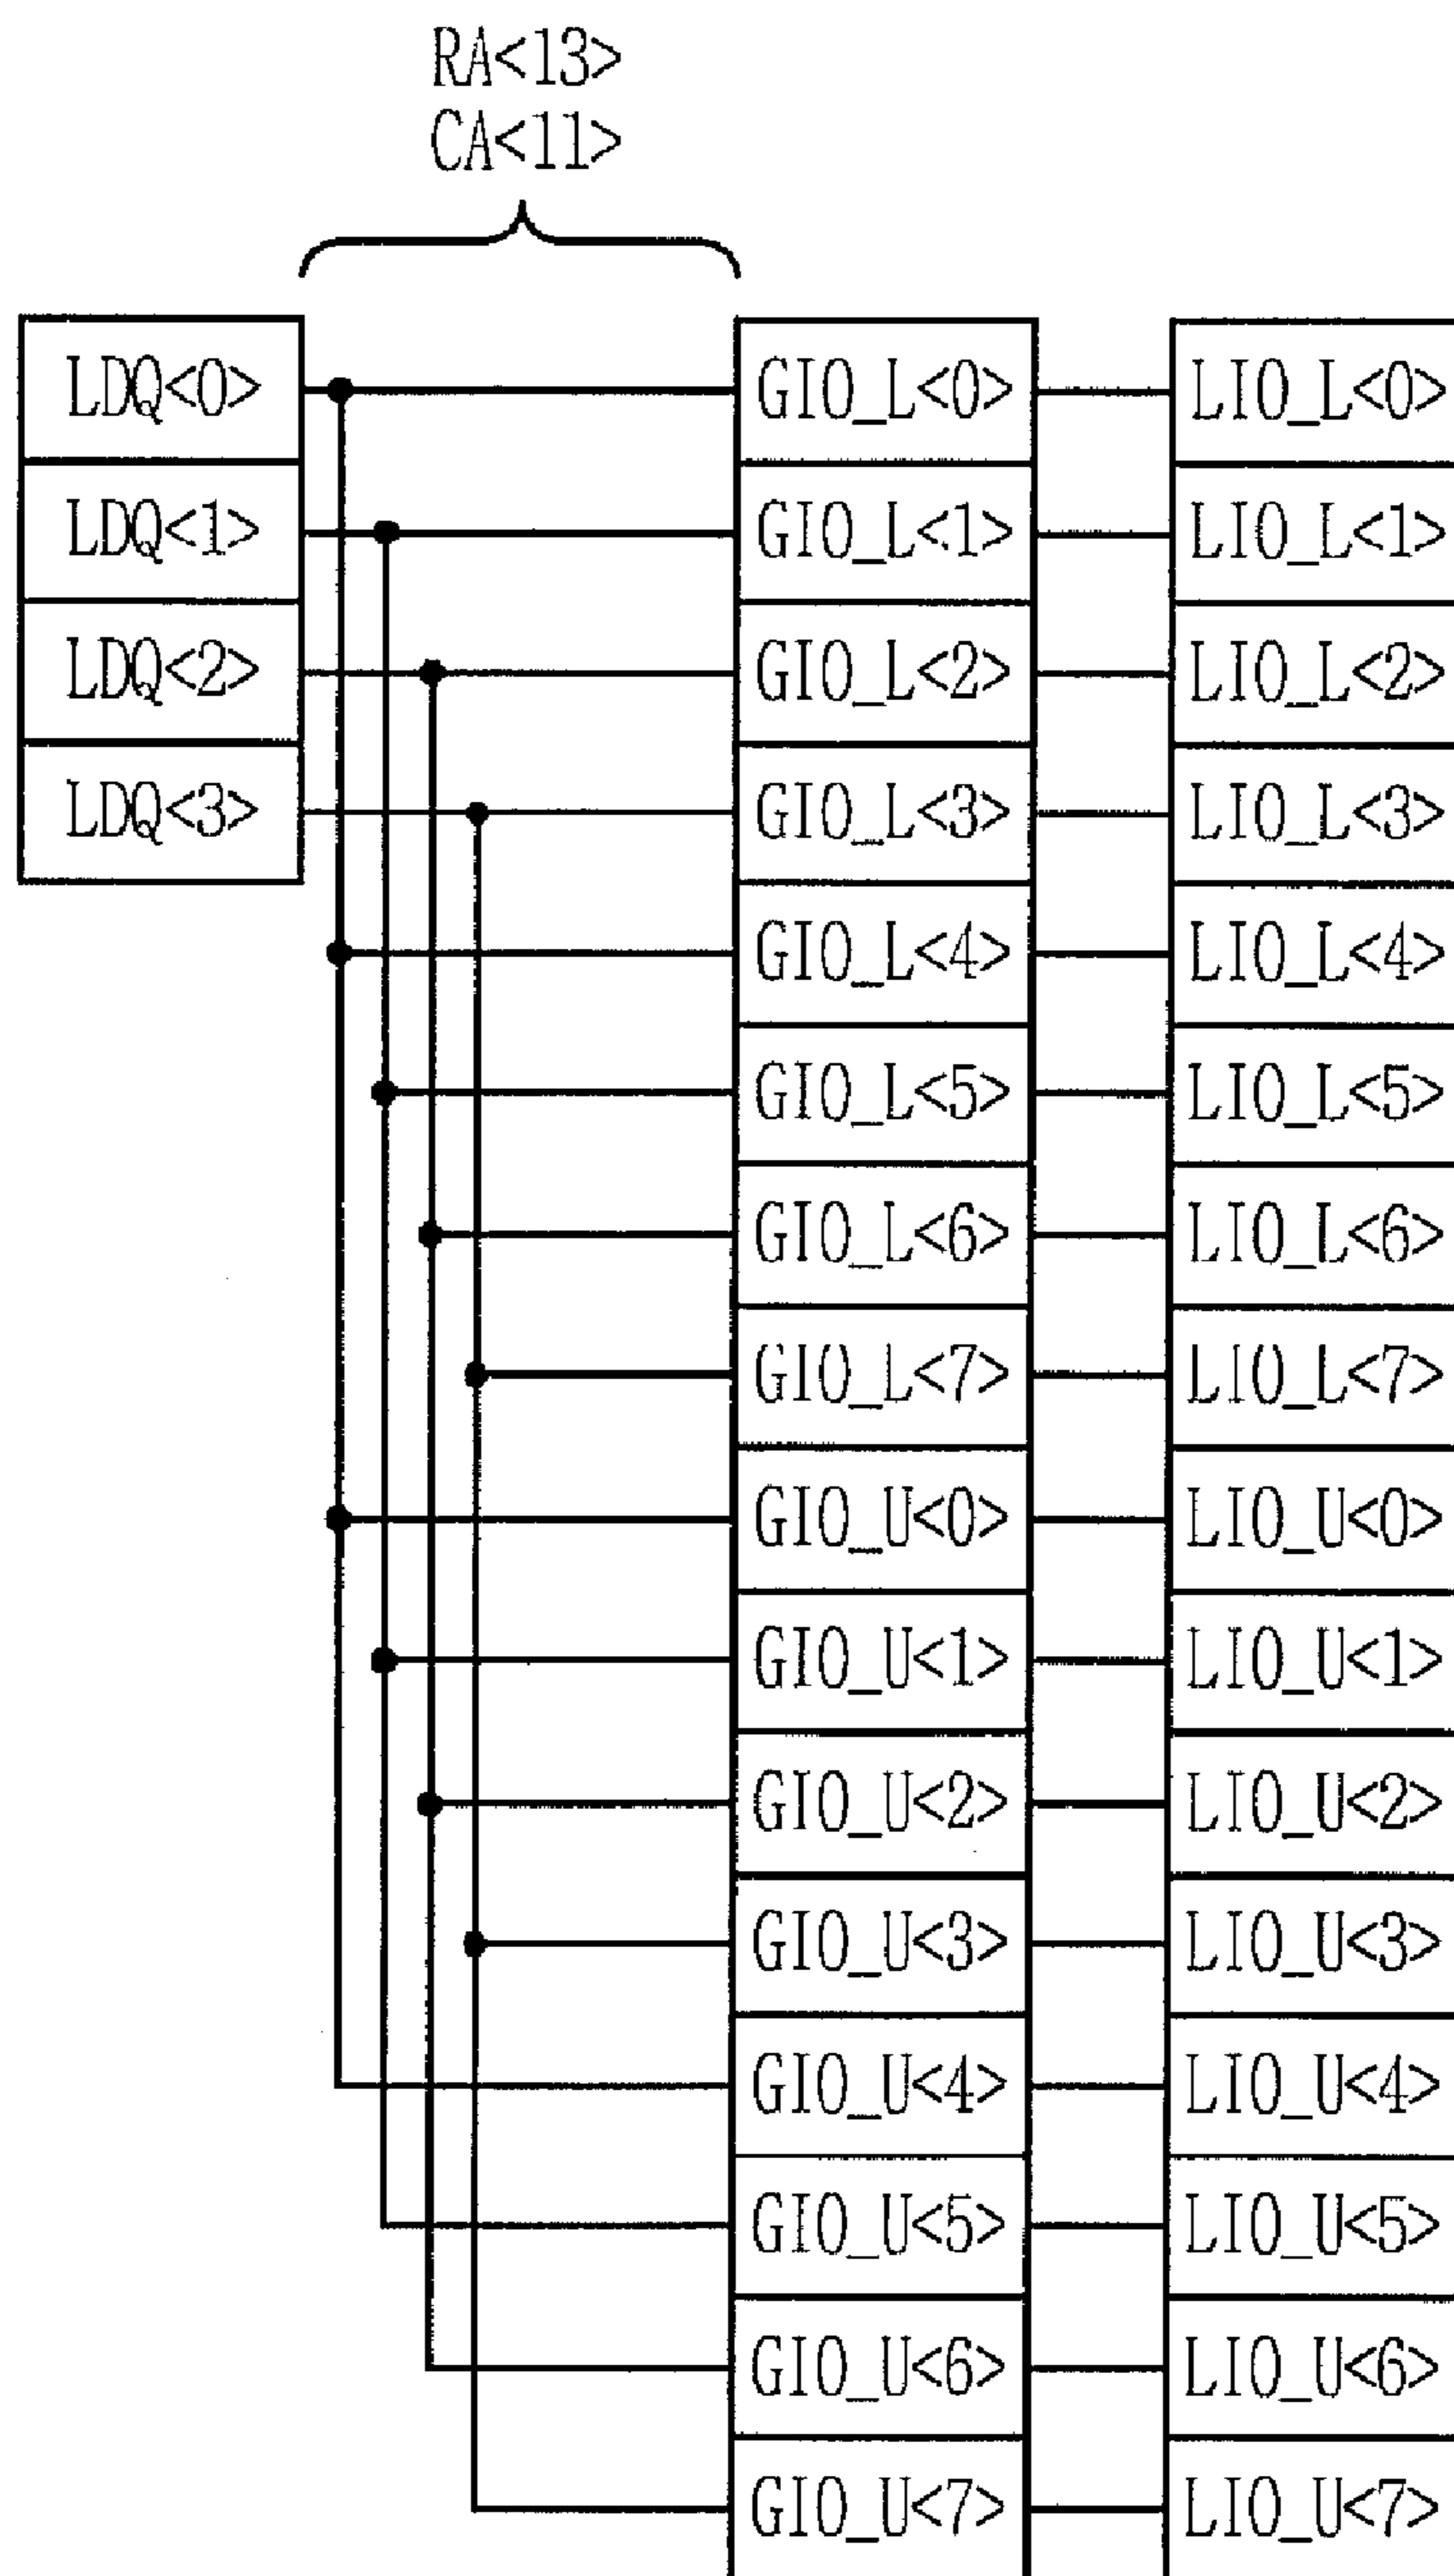 RA<13>
CA<11>
LDQ<0> GIO_L<0> LIO_L<0>
LDQ<1> GIO_L<1> LIO_L<1>
LDQ<2> GIO_L<2> LIO_L<2>
LDQ<3> GIO_L<3> LIO_L<3>
GIO_L<4> LIO_L<4>
GIO_L<5> LIO_L<5>
GIO_L<6> LIO_L<6>
GIO_L<7> LIO_L<7>
GIO_U<0> LIO_U<0>
GIO_U<1> LIO_U<1>
GIO_U<2> LIO_U<2>
GIO_U<3> LIO_U<3>
GIO_U<4> LIO_U<4>
GIO_U<5> LIO_U<5>
GIO_U<6> LIO_U<6>
GIO_U<7> LIO_U<7>